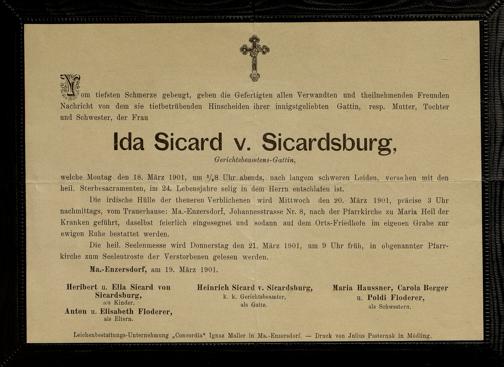 Vom tiefsten Schmerze gebeugt, geben die Gefertigten allen Verwandten und theilnehmenden Freunden
Nachricht von dem sie tiefbetrübenden Hinscheiden ihrer innigstgeliebten Gattin, resp. Mutter, Tochter
und Schwester, der Frau
Ida Sicard v. Sicardsburg,
Gerichtsbeamtens-Gattin,
welche Montag den 18. März 1901, um 8 Uhr abends, nach langem schweren Leiden, versehen mit den
heil. Sterbesacramenten, im 24. Lebensjahre selig in dem Herrn entschlafen ist.
Die irdische Hülle der theneren Verblichenen wird Mittwoch den 20. März 1901, präcise 3 Uhr
nachmittags, vom Trauerhause: Ma.-Enzersdorf, Johannesstrasse Nr. 8, nach der Pfarrkirche zu Maria Heil der
Kranken geführt, daselbst feierlich eingesegnet und sodann auf dem Orts-Friedhofe im eigenen Grabe zur
ewigen Ruhe bestattet werden.
Die heil. Seelenmesse wird Donnerstag den 21. März 1901, um 9 Uhr früh, in obgenannter Pfarr-
kirche zum Seelentroste der Verstorbenen gelesen werden.
Ma.-Enzersdorf, am 19. März 1901.
Heribert u. Ella Sicard von
Sicardsburg,
als Kinder.
Anton u. Elisabeth Floderer,
als Eltern.
Heinrich Sicard v. Sicardsburg,
k. k. Gerichtsbeamter,
als Gatte.
Maria Haussner, Carola Berger
u. Poldi Floderer,
als Schwestern.
Leichenbestattungs-Unternehmung „Concordia" Ignaz Maller in Ma.-Enzersdorf. — Druck von Julius Pasternak in Mödling.